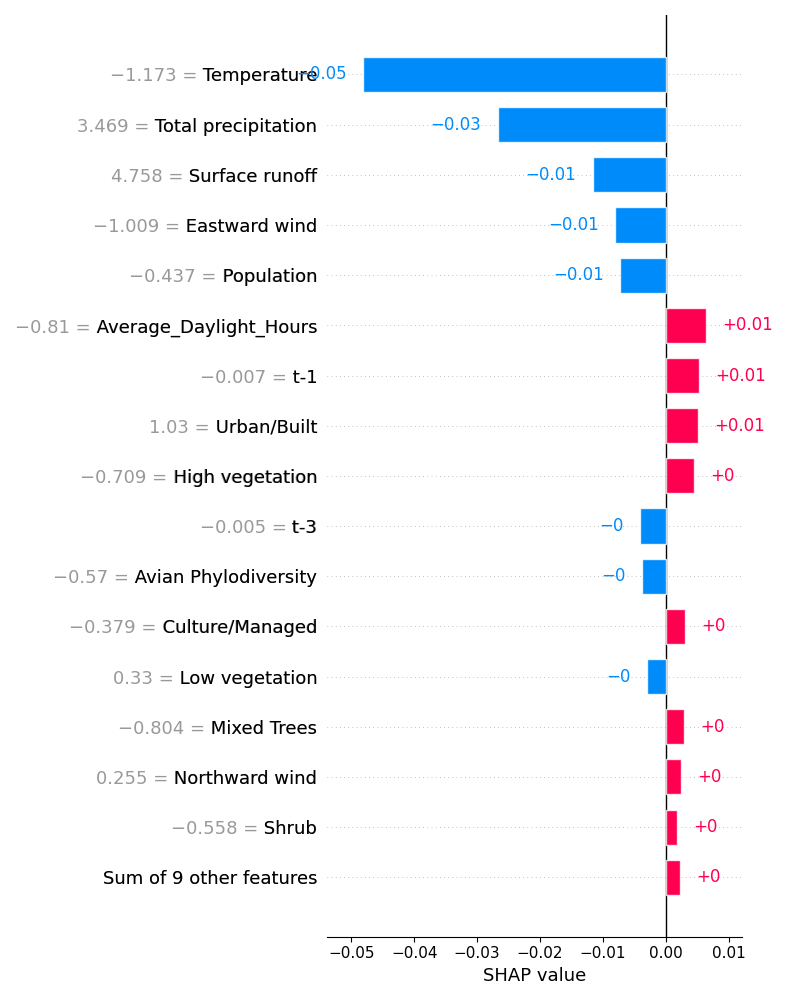 −1.173 = Temperature −0.05
3.469 = Total precipitation −0.03
4.758 = Surface runoff −0.01
−1.009 = Eastward wind −0.01
−0.437 = Population −0.01
−0.81 = Average_Daylight_Hours +0.01
−0.007 = t-1 +0.01
1.03 = Urban/Built +0.01
−0.709 = High vegetation +0
−0.005 = t-3 −0
−0.57 = Avian Phylodiversity −0
−0.379 = Culture/Managed +0
0.33 = Low vegetation −0
−0.804 = Mixed Trees +0
0.255 = Northward wind +0
−0.558 = Shrub +0
Sum of 9 other features +0
−0.05 −0.04 −0.03 −0.02 −0.01 0.00 0.01
SHAP value